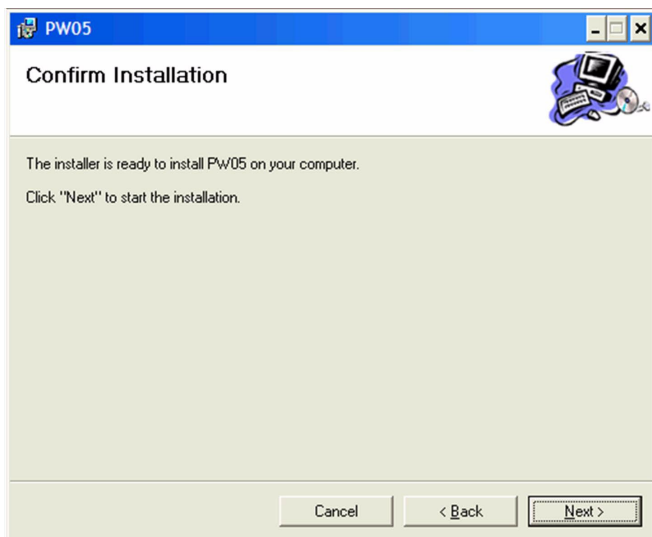 PW05
Confirm Installation
The installer is ready to install PW05 on your computer.
Click "Next" to start the installation.
Cancel
< Back
Next >